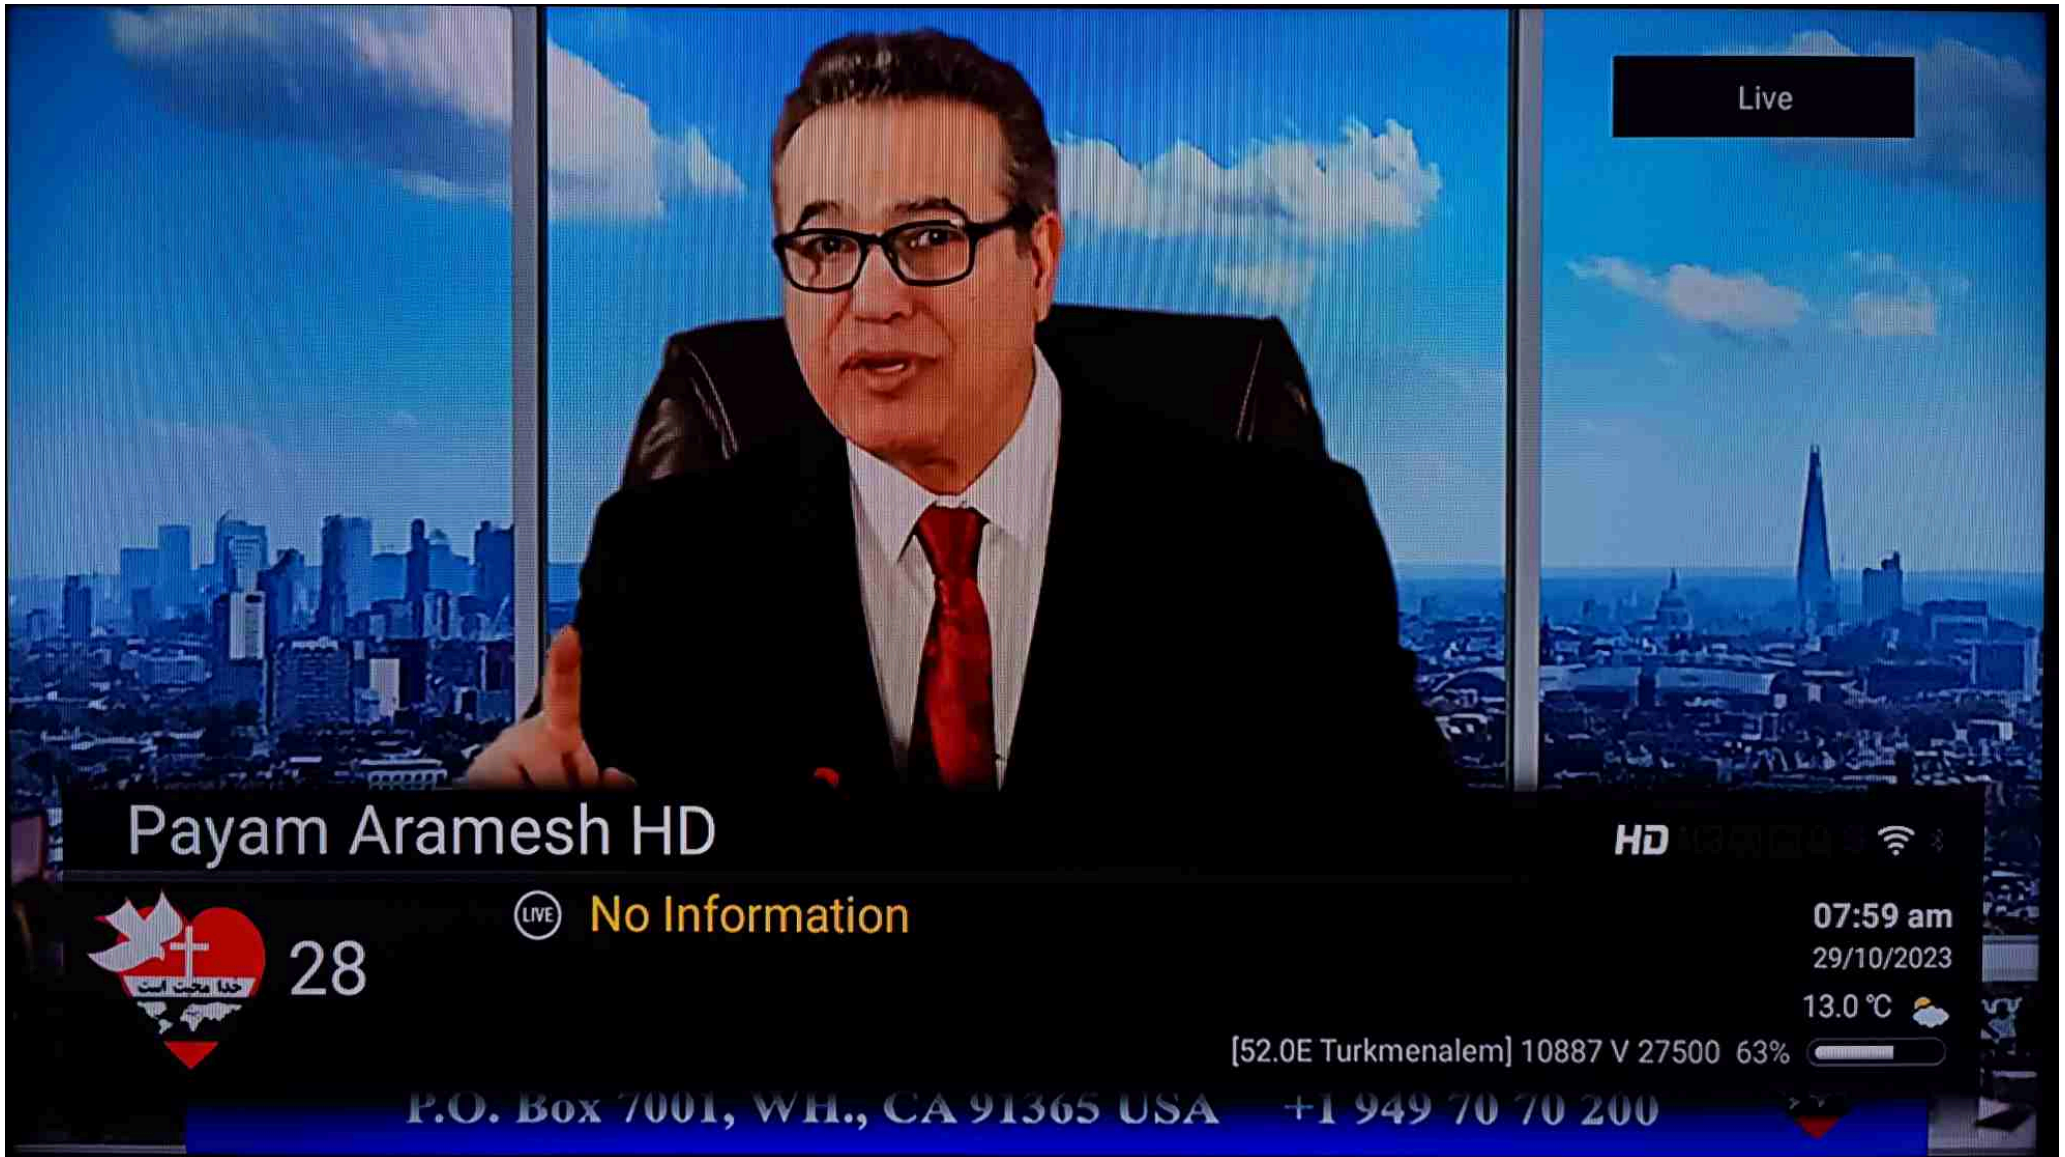 Live
Payam Aramesh HD
HD
LIVE No Information
28
07:59 am
29/10/2023
13.0 °C
[52.0E Turkmenalem] 10887 V 27500 63%
P.O. Box 7001, WH., CA 91365 USA +1 949 70 70 200